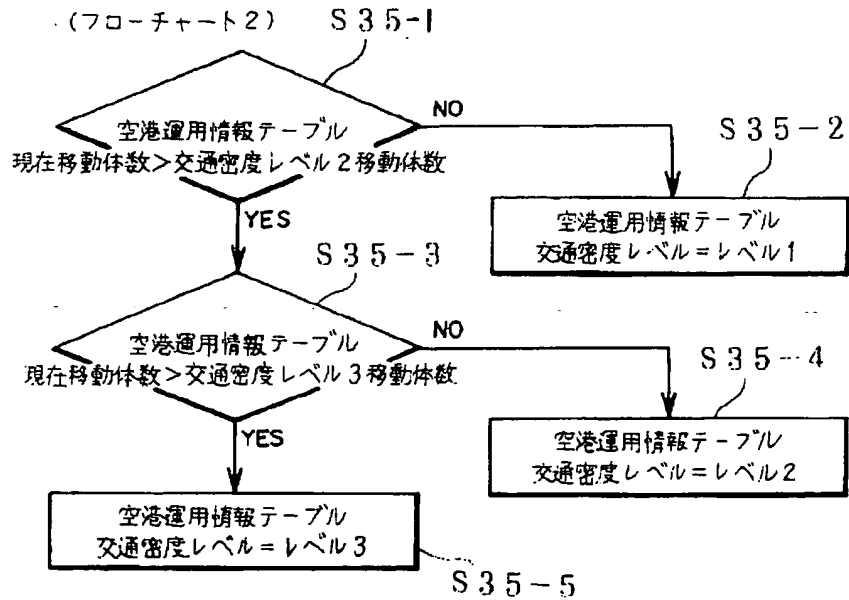 (フローチャート2)
S35-1
空港運用情報テーブル
現在移動体数>交通密度レベル2移動体数
NO
S35-2
空港運用情報テーブル
交通密度レベル=レベル1
YES
S35-3
空港運用情報テーブル
現在移動体数>交通密度レベル3移動体数
NO
S35-4
空港運用情報テーブル
交通密度レベル=レベル2
YES
空港運用情報テーブル
交通密度レベル=レベル3
S35-5